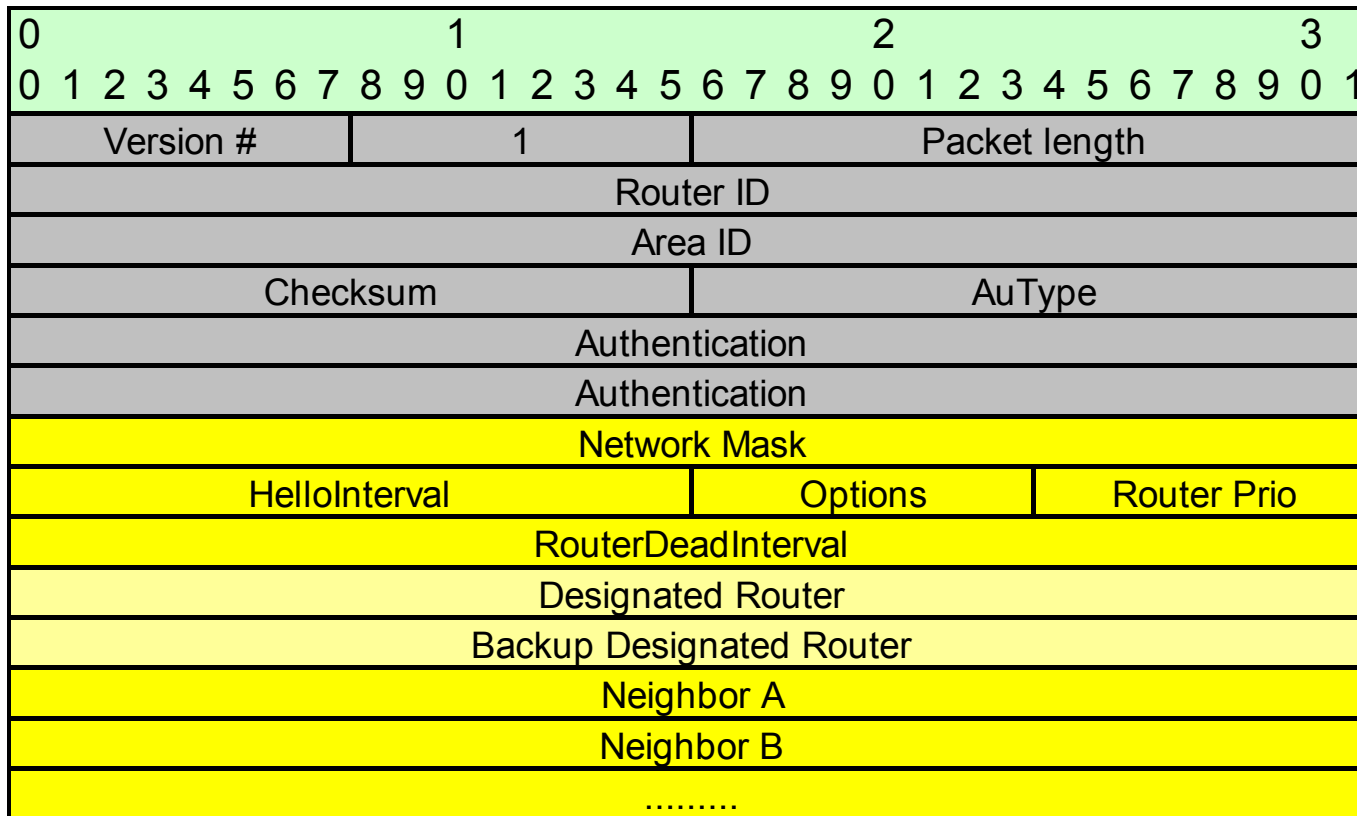 0 1 2 3
0 1 2 3 4 5 6 7 8 9 0 1 2 3 4 5 6 7 8 9 0 1 2 3 4 5 6 7 8 9 0 1
Version # 1 Packet length
Router ID
Area ID
Checksum AuType
Authentication
Authentication
Network Mask
HelloInterval Options Router Prio
RouterDeadInterval
Designated Router
Backup Designated Router
Neighbor A
Neighbor B
.........